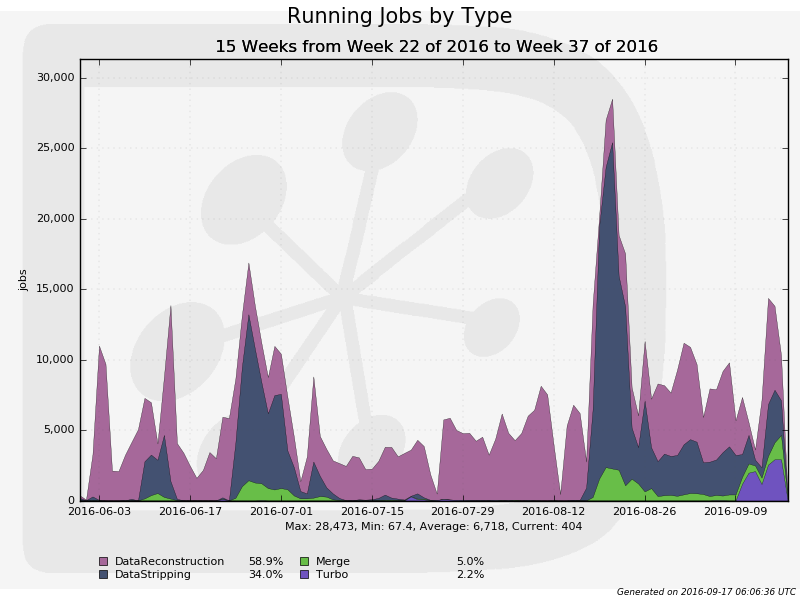 Running Jobs by Type
15 Weeks from Week 22 of 2016 to Week 37 of 2016
30,000
25,000
20,000
15,000
10,000
5,000
0
jobs
2016-06-03 2016-06-17 2016-07-01 2016-07-15 2016-07-29 2016-08-12 2016-08-26 2016-09-09
Max: 28,473, Min: 67.4, Average: 6,718, Current: 404
DataReconstruction 58.9% Merge 5.0%
DataStripping 34.0% Turbo 2.2%
Generated on 2016-09-17 06:06:36 UTC